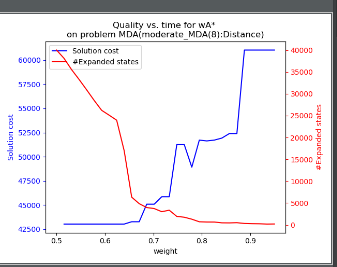 Quality vs. time for wA*
on problem MDA(moderate_MDA(8):Distance)
Solution cost
#Expanded states
60000
57500
55000
52500
50000
47500
45000
42500
Solution cost
40000
35000
30000
25000
20000
15000
10000
5000
0
#Expanded states
0.5 0.6 0.7 0.8 0.9
weight